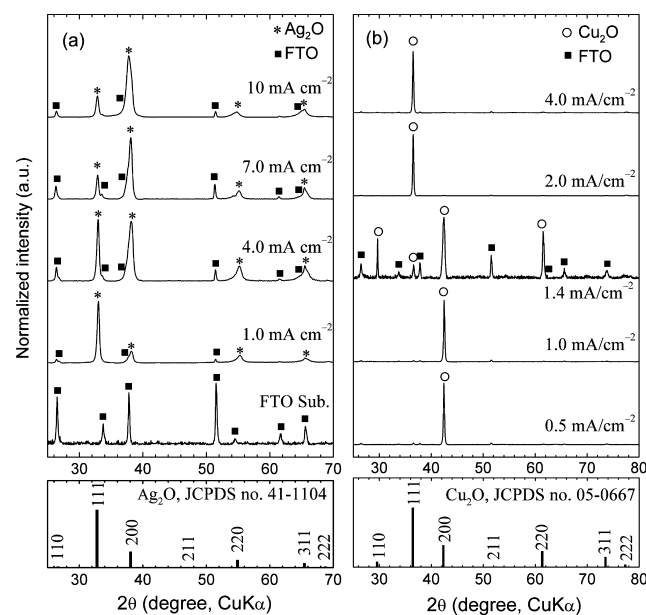 (a)
* Ag₂O
■ FTO
10 mA cm⁻²
7.0 mA cm⁻²
4.0 mA cm⁻²
1.0 mA cm⁻²
FTO Sub.
30 40 50 60 70
Normalized intensity (a.u.)
Ag₂O, JCPDS no. 41-1104
110
111
200
211
220
311
222
30 40 50 60 70
2θ (degree, CuKα)
(b)
○ Cu₂O
■ FTO
4.0 mA/cm⁻²
2.0 mA/cm⁻²
1.4 mA/cm⁻²
1.0 mA/cm⁻²
0.5 mA/cm⁻²
30 40 50 60 70 80
Cu₂O, JCPDS no. 05-0667
110
111
200
211
220
311
222
30 40 50 60 70 80
2θ (degree, CuKα)